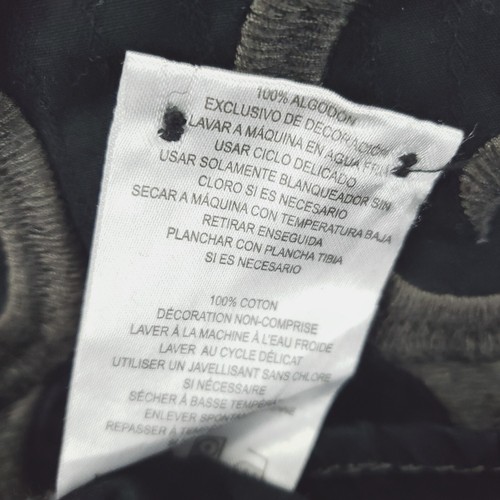 100% ALGODÓN
EXCLUSIVO DE DECORACIÓN
LAVAR A MÁQUINA EN AGUA FRIA
USAR CICLO DELICADO
USAR SOLAMENTE BLANQUEADOR SIN
CLORO SI ES NECESARIO
SECAR A MÁQUINA CON TEMPERATURA BAJA
RETIRAR ENSEGUIDA
PLANCHAR CON PLANCHA TIBIA
SI ES NECESARIO
100% COTON
DÉCORATION NON-COMPRISE
LAVER À LA MACHINE À L'EAU FROIDE
LAVER AU CYCLE DÉLICAT
UTILISER UN JAVELLISANT SANS CHLORE
SI NÉCESSAIRE
SÉCHER À BASSE
ENLEVER
REPASSER À